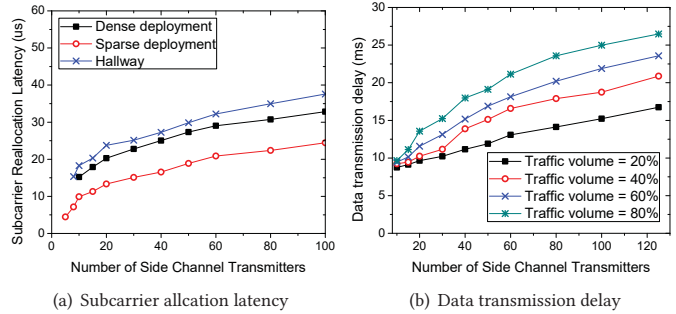 60
50
40
30
20
10
0
Subcarrier Reallocation Latency (us)
Dense deployment
Sparse deployment
Hallway
0 20 40 60 80 100
Number of Side Channel Transmitters
(a) Subcarrier allcation latency
30
25
20
15
10
5
0
Data transmission delay (ms)
Traffic volume = 20%
Traffic volume = 40%
Traffic volume = 60%
Traffic volume = 80%
20 40 60 80 100 120
Number of Side Channel Transmitters
(b) Data transmission delay